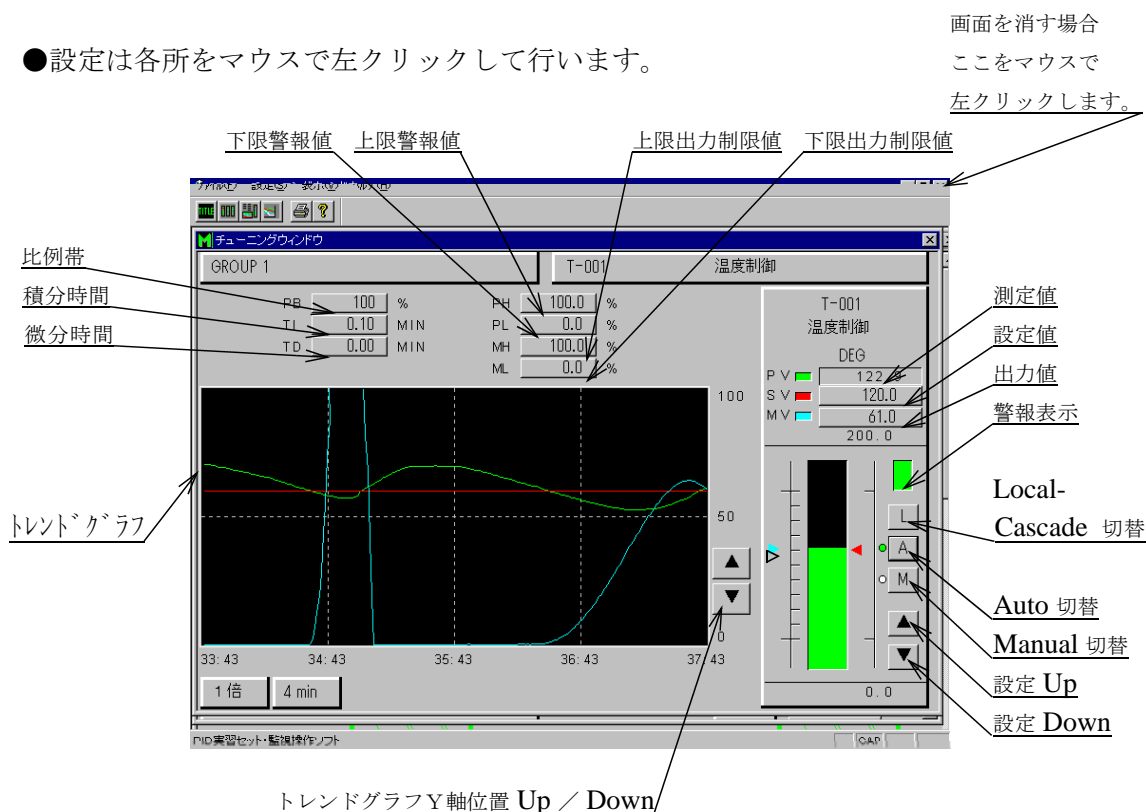 画面を消す場合
ここをマウスで
左クリックします。
●設定は各所をマウスで左クリックして行います。
下限警報値 上限警報値 上限出力制限値 下限出力制限値
チューニングウィンドウ
GROUP 1 T-001 温度制御
比例帯
積分時間
微分時間
PB 100 % PH 100.0 %
TI 0.10 MIN PL 0.0 %
TD 0.00 MIN MH 100.0 %
ML 0.0 %
T-001
温度制御
DEG
PV 122.9
SV 120.0
MV 61.0
200.0
測定値
設定値
出力値
警報表示
Local-
Cascade 切替
Auto 切替
Manual 切替
設定 Up
設定 Down
L
A
M
▲
▼
0.0
トレンドグラフ
100
50
0
▲
▼
33:43 34:43 35:43 36:43 37:43
1倍 4 min
PID実習セット・監視操作ソフト CAP
トレンドグラフY軸位置 Up / Down